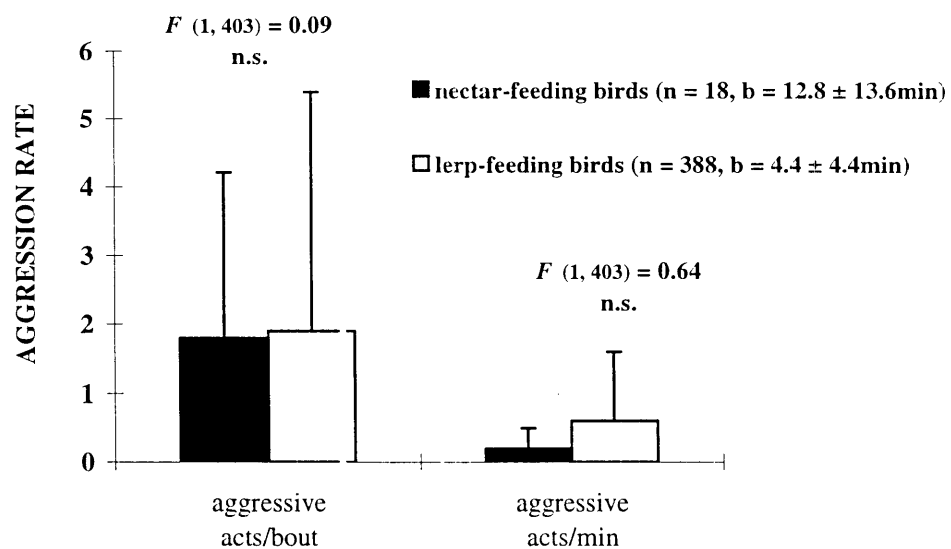 F (1, 403) = 0.09
n.s.
6
5
4
3
2
1
0
AGGRESSION RATE
nectar-feeding birds (n = 18, b = 12.8 ± 13.6min)
lerp-feeding birds (n = 388, b = 4.4 ± 4.4min)
F (1, 403) = 0.64
n.s.
aggressive
acts/bout
aggressive
acts/min